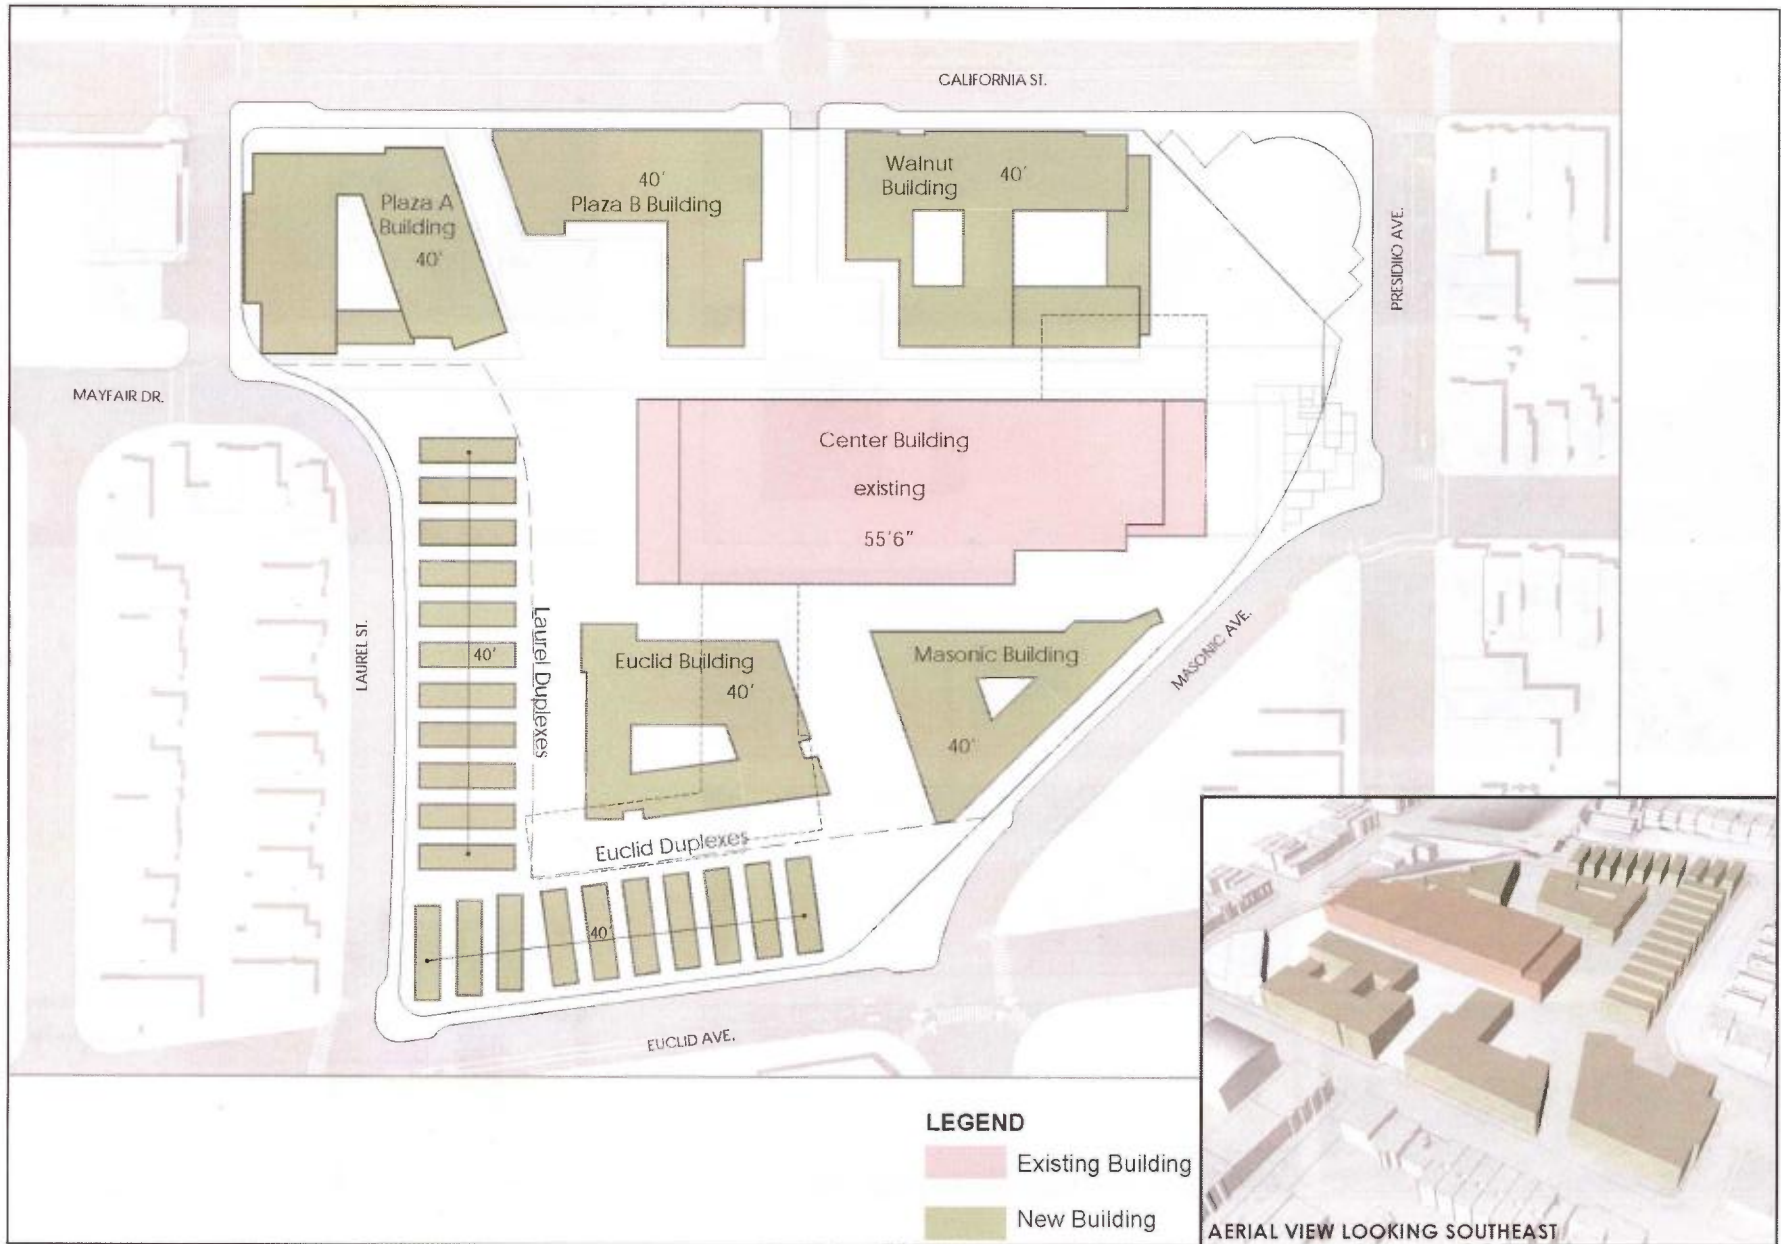 CALIFORNIA ST.
Walnut
Building
40'
40'
Plaza B Building
Plaza A
Building
40'
PRESIDIO AVE.
MAYFAIR DR.
Center Building
existing
55'6"
LAUREL ST.
40'
Laurel Duplexes
Euclid Building
40'
Masonic Building
40'
MASONIC AVE.
Euclid Duplexes
40'
EUCLID AVE.
LEGEND
Existing Building
New Building
AERIAL VIEW LOOKING SOUTHEAST